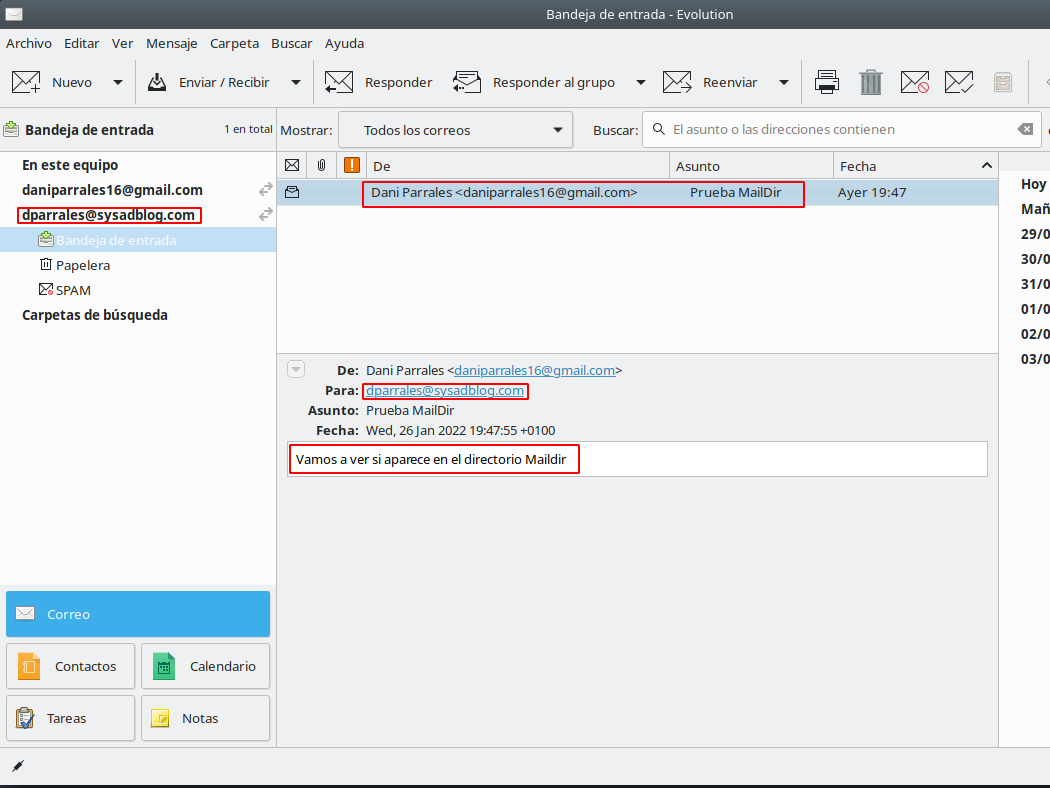 Bandeja de entrada - Evolution
Archivo Editar Ver Mensaje Carpeta Buscar Ayuda
Nuevo Enviar / Recibir Responder Responder al grupo Reenviar
Bandeja de entrada 1 en total Mostrar: Todos los correos Buscar: El asunto o las direcciones contienen
En este equipo
daniparrales16@gmail.com
dparrales@sysadblog.com
Bandeja de entrada
Papelera
SPAM
Carpetas de búsqueda
De Asunto Fecha
Dani Parrales <daniparrales16@gmail.com> Prueba MailDir Ayer 19:47
De: Dani Parrales <daniparrales16@gmail.com>
Para: dparrales@sysadblog.com
Asunto: Prueba MailDir
Fecha: Wed, 26 Jan 2022 19:47:55 +0100
Vamos a ver si aparece en el directorio Maildir
Hoy
Mañ
29/0
30/0
31/0
01/0
02/0
03/0
Correo
Contactos Calendario
Tareas Notas